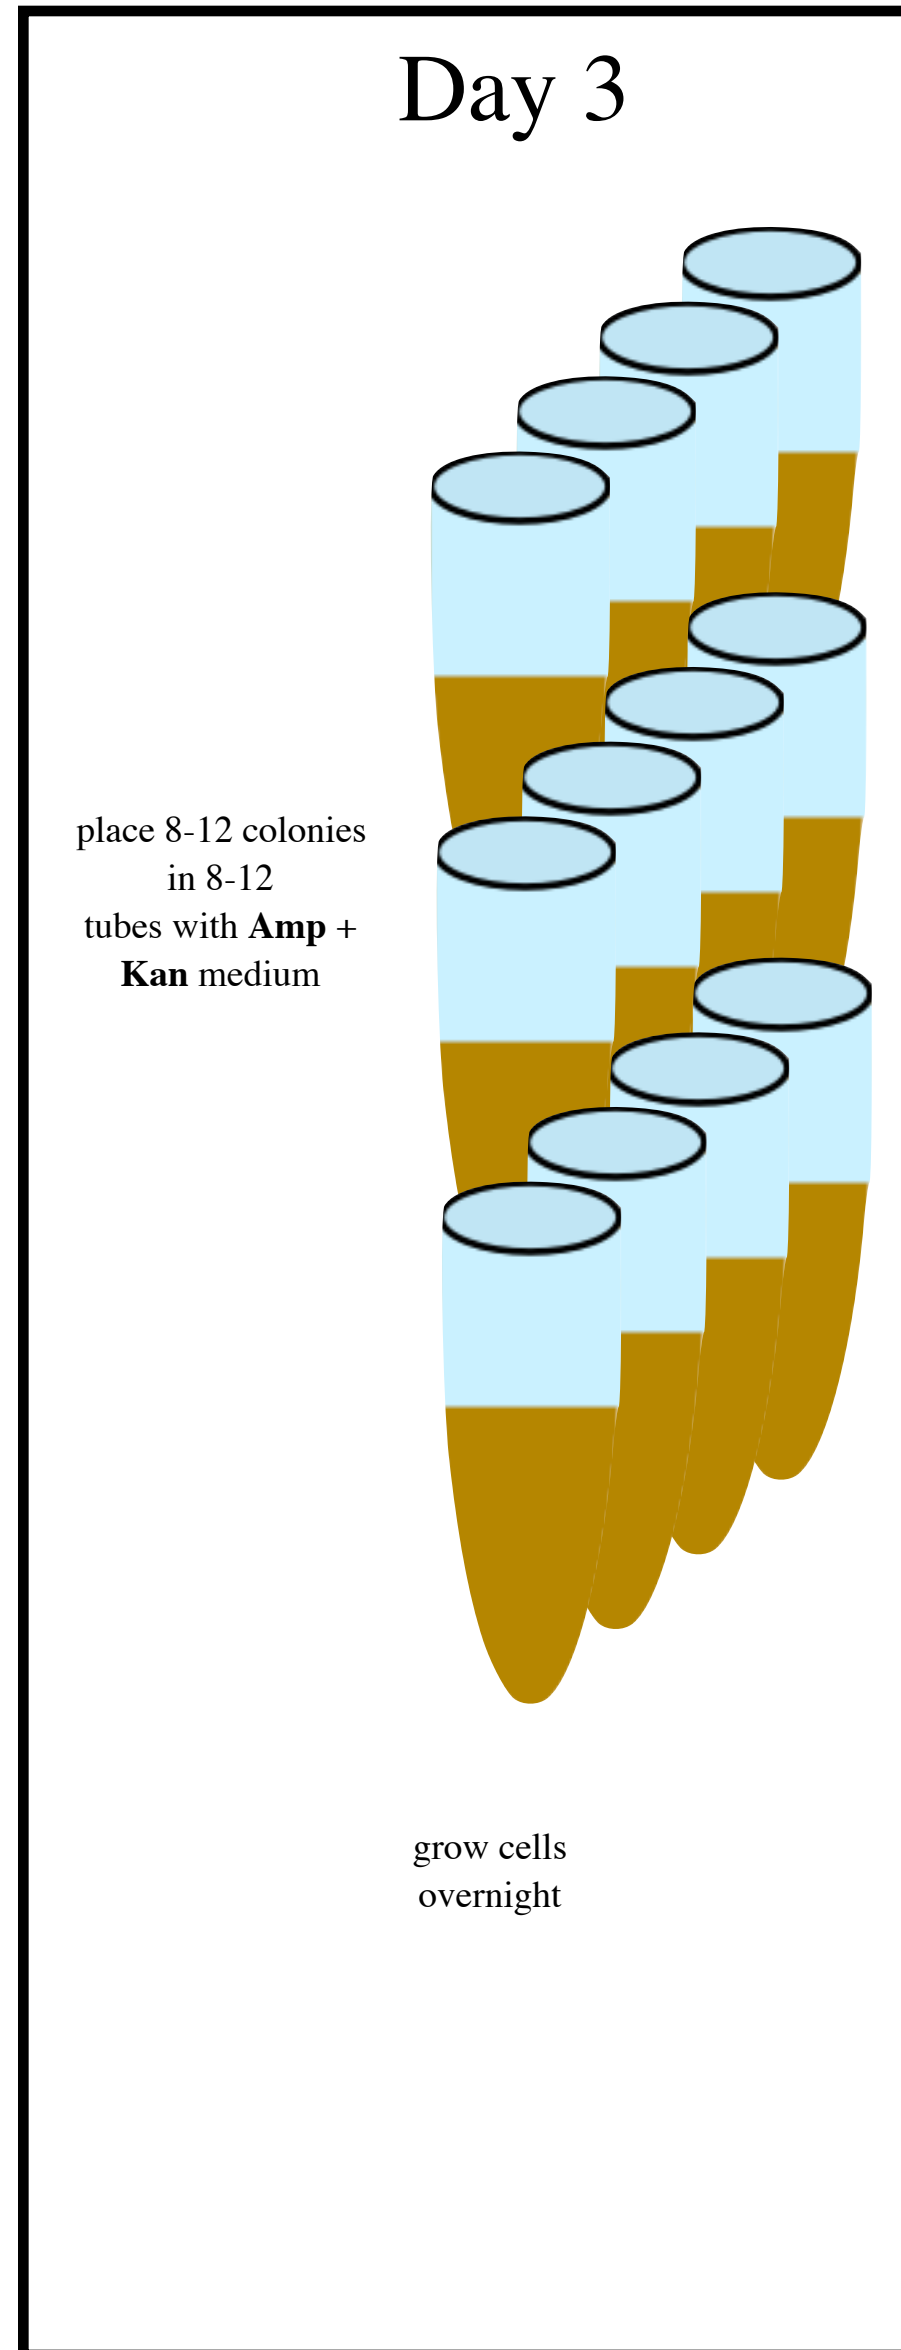 Day 3
place 8-12 colonies
in 8-12
tubes with Amp +
Kan medium
grow cells
overnight